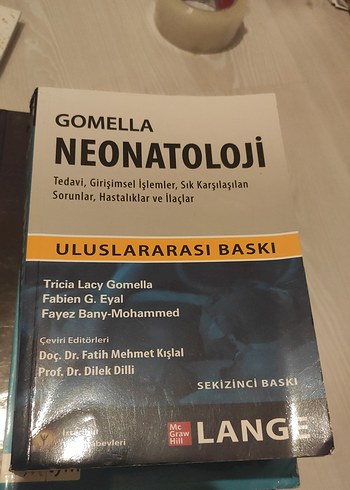 GOMELLA
NEONATOLOJİ
Tedavi, Girişimsel İşlemler, Sık Karşılaşılan
Sorunlar, Hastalıklar ve İlaçlar
ULUSLARARASI BASKI
Tricia Lacy Gomella
Fabien G. Eyal
Fayez Bany-Mohammed
Çeviri Editörleri
Doç. Dr. Fatih Mehmet Kışlal
Prof. Dr. Dilek Dilli
SEKİZİNCİ BASKI
Mc
Graw
Hill
LANGE
İstanbul